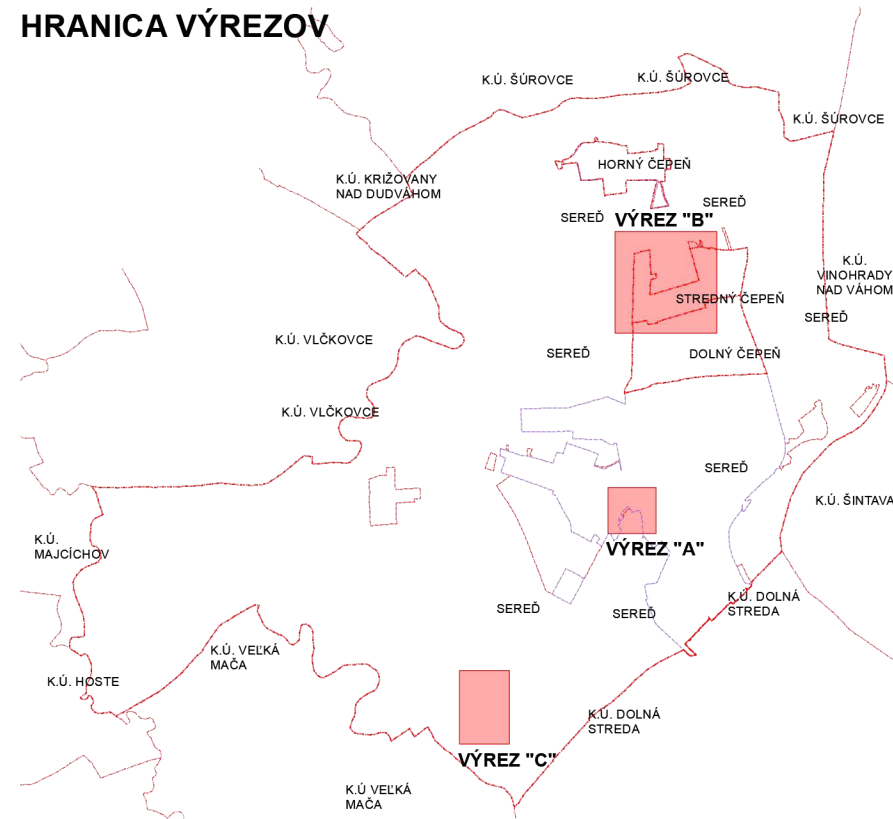 HRANICA VÝREZOV
K.Ú. ŠÚROVCE
K.Ú. ŠÚROVCE
K.Ú. ŠÚROVCE
HORNÝ ČEPEŇ
K.Ú. KRIŽOVANY
NAD DUDVÁHOM
SEREĎ
SEREĎ
VÝREZ "B"
K.Ú.
VINOHRADY
NAD VÁHOM
STREDNÝ ČEPEŇ
SEREĎ
K.Ú. VLČKOVCE
SEREĎ
DOLNÝ ČEPEŇ
K.Ú. VLČKOVCE
SEREĎ
K.Ú. ŠINTAVA
K.Ú.
MAJCÍCHOV
VÝREZ "A"
K.Ú. DOLNÁ
STREDA
SEREĎ
SEREĎ
K.Ú. VEĽKÁ
MAČA
K.Ú. HOSTE
K.Ú. DOLNÁ
STREDA
VÝREZ "C"
K.Ú VEĽKÁ
MAČA